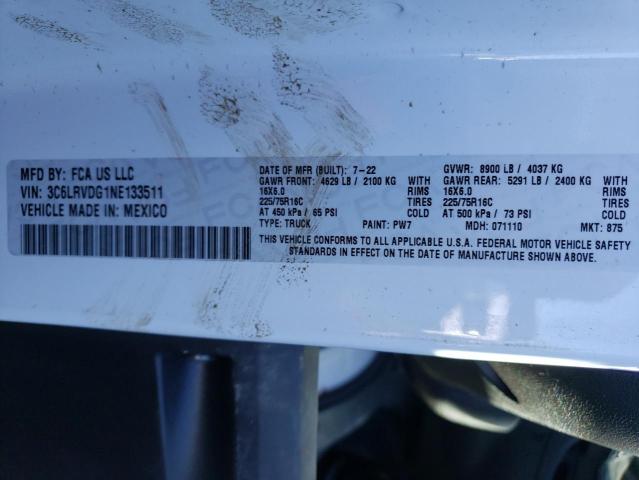 MFD BY: FCA US LLC
VIN: 3C6LRVDG1NE133511
VEHICLE MADE IN: MEXICO
DATE OF MFR (BUILT): 7-22 GVWR: 8900 LB / 4037 KG
GAWR FRONT: 4629 LB / 2100 KG WITH GAWR REAR: 5291 LB / 2400 KG WITH
16X6.0 RIMS 16X6.0 RIMS
225/75R16C TIRES 225/75R16C TIRES
AT 450 kPa / 65 PSI COLD AT 500 kPa / 73 PSI COLD
TYPE: TRUCK PAINT: PW7 MDH: 071110 MKT: 875
THIS VEHICLE CONFORMS TO ALL APPLICABLE U.S.A. FEDERAL MOTOR VEHICLE SAFETY
STANDARDS IN EFFECT ON THE DATE OF MANUFACTURE SHOWN ABOVE.